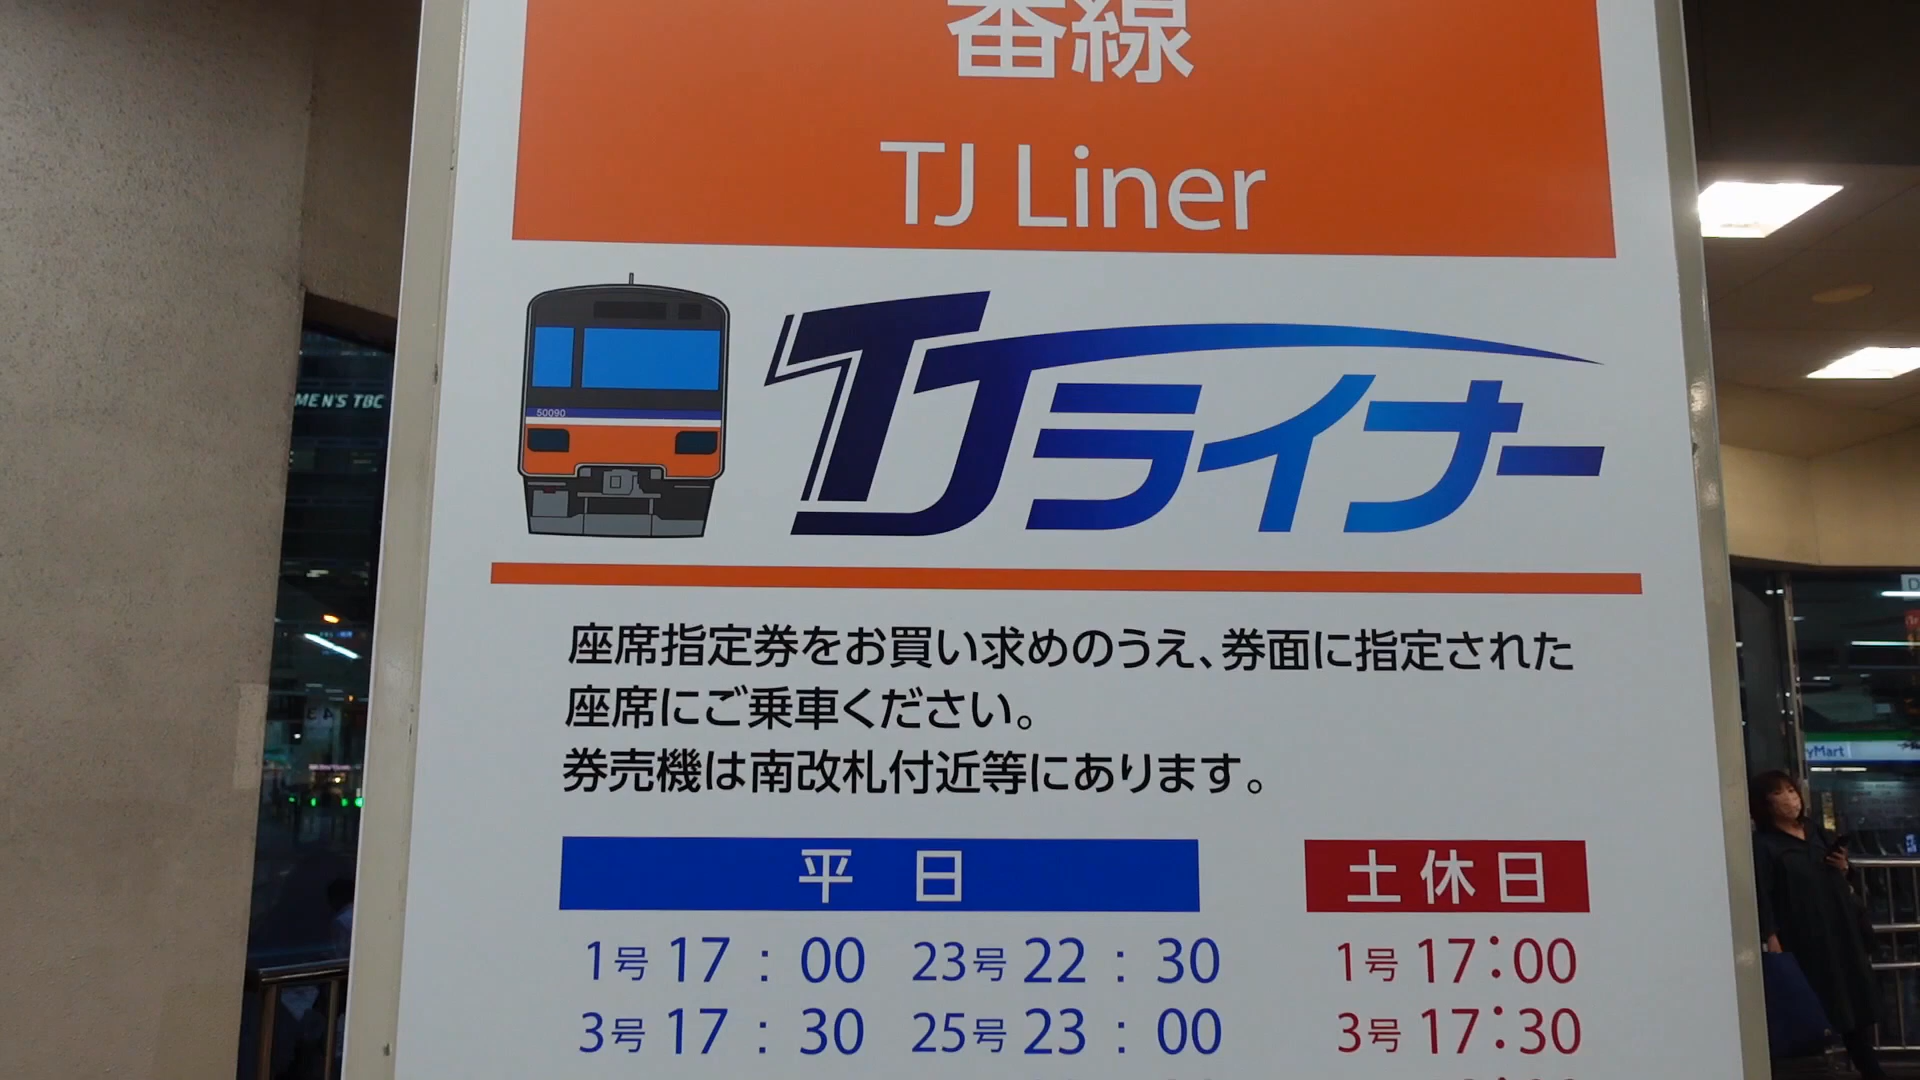 番線
TJ Liner
50090
TJライナー
座席指定券をお買い求めのうえ、券面に指定された
座席にご乗車ください。
券売機は南改札付近等にあります。
平日
土休日
1号 17:00 23号 22:30
1号 17:00
3号 17:30 25号 23:00
3号 17:30
MEN'S TBC
yMart